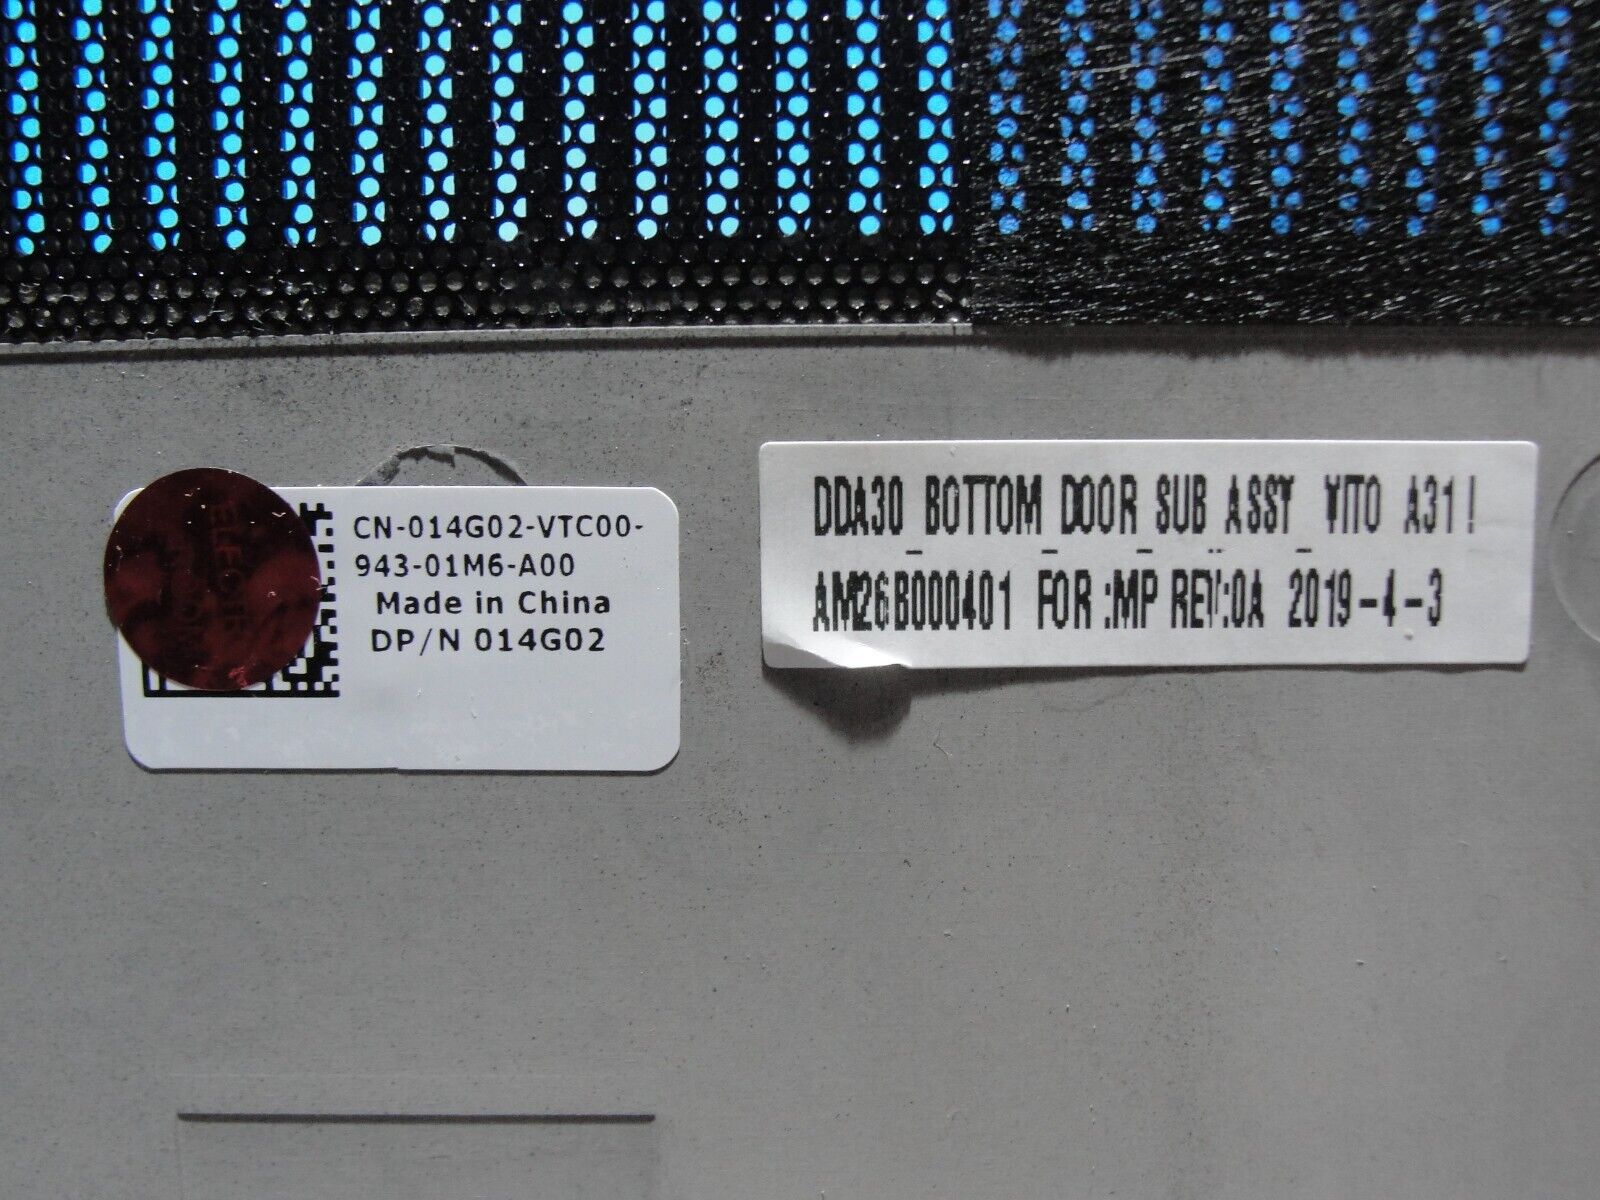 CN-014G02-VTC00-
943-01M6-A00
Made in China
DP/N 014G02
DDA30_BOTTOM_DOOR_SUB_ASSY_VITO A31!
AM26B000401 FOR :MP REV:0A 2019-4-3